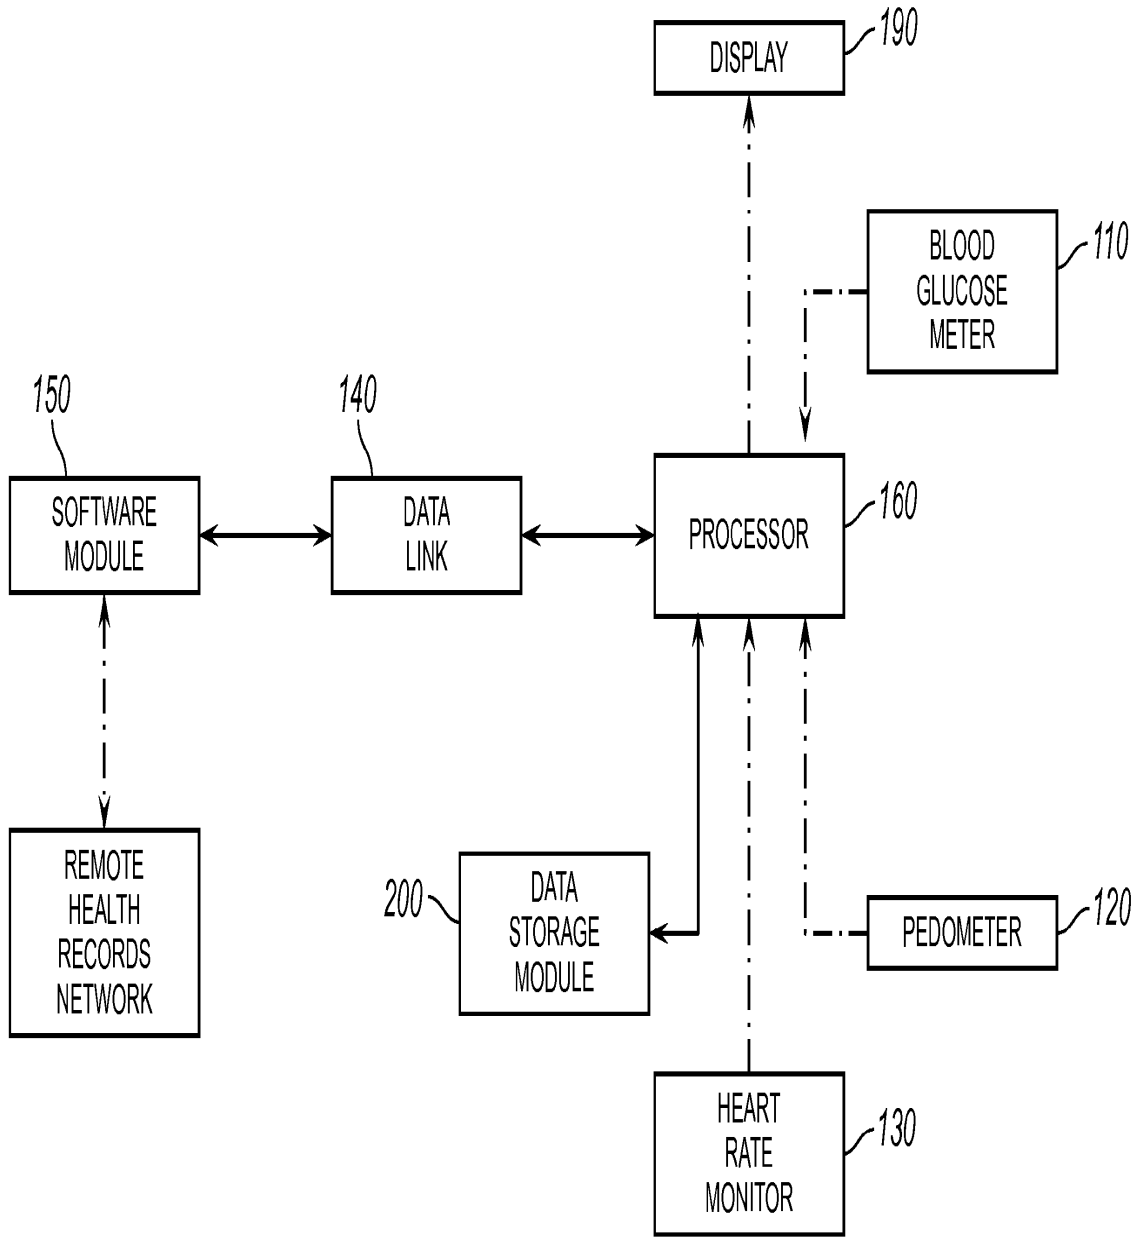 190
DISPLAY
110
BLOOD
GLUCOSE
METER
150
140
160
SOFTWARE
MODULE
DATA
LINK
PROCESSOR
REMOTE
HEALTH
RECORDS
NETWORK
200
DATA
STORAGE
MODULE
120
PEDOMETER
HEART
RATE
MONITOR
130